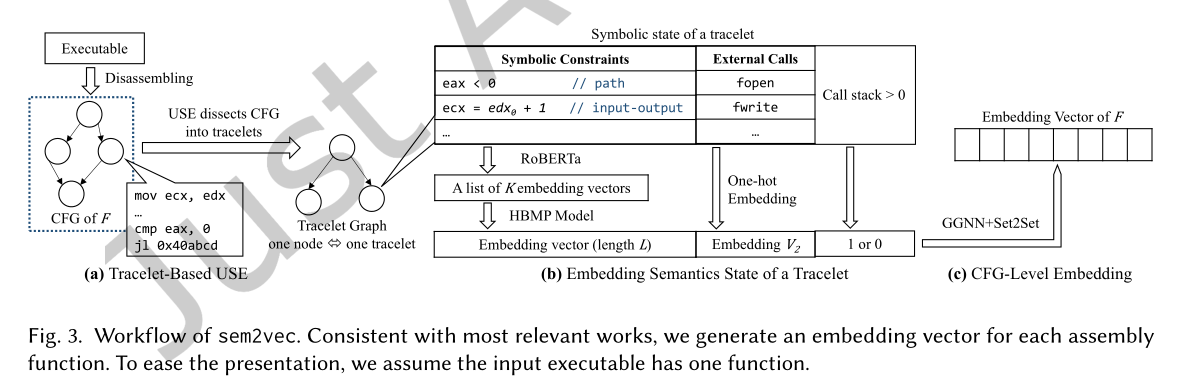 Just A
Executable
Disassembling
CFG of F
mov ecx, edx
…
cmp eax, 0
jl 0x40abcd
(a) Tracelet-Based USE
USE dissects CFG
into tracelets
Tracelet Graph
one node ⇔ one tracelet
Symbolic state of a tracelet
Symbolic Constraints External Calls
eax < 0 // path fopen
Call stack > 0
ecx = edx₀ + 1 // input-output fwrite
… …
RoBERTa
A list of K embedding vectors
HBMP Model
One-hot
Embedding
Embedding vector (length L) Embedding V₂ 1 or 0
(b) Embedding Semantics State of a Tracelet
Embedding Vector of F
GGNN+Set2Set
(c) CFG-Level Embedding
Fig. 3. Workflow of sem2vec. Consistent with most relevant works, we generate an embedding vector for each assembly
function. To ease the presentation, we assume the input executable has one function.